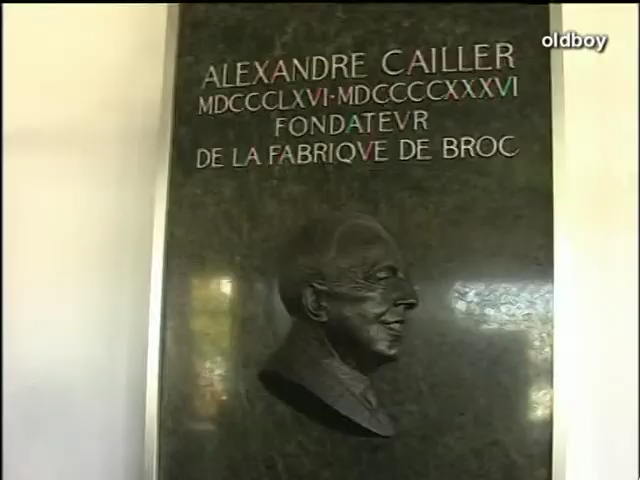 oldboy
ALEXANDRE CAILLER
MDCCCLXVI-MDCCCCXXXVI
FONDATEVR
DE LA FABRIQVE DE BROC